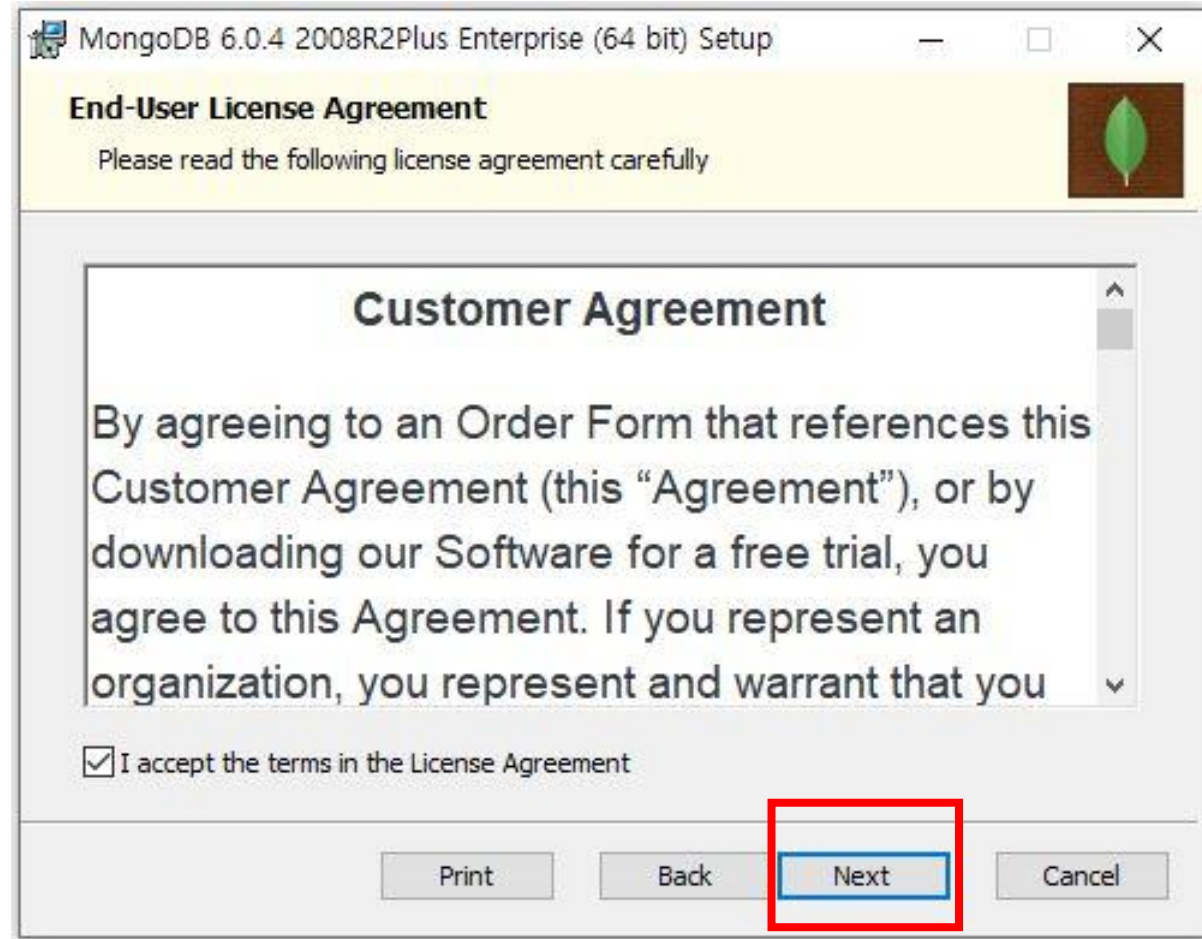 MongoDB 6.0.4 2008R2Plus Enterprise (64 bit) Setup
End-User License Agreement
Please read the following license agreement carefully
Customer Agreement
By agreeing to an Order Form that references this
Customer Agreement (this “Agreement”), or by
downloading our Software for a free trial, you
agree to this Agreement. If you represent an
organization, you represent and warrant that you
I accept the terms in the License Agreement
Print Back Next Cancel